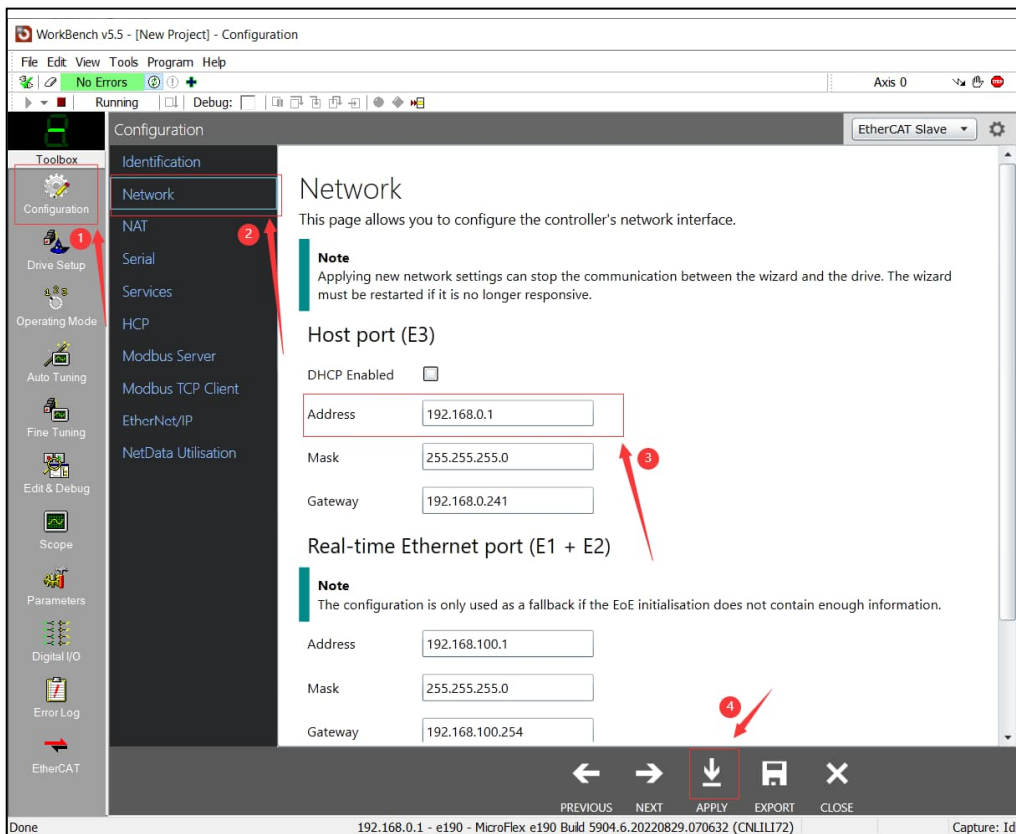 WorkBench v5.5 - [New Project] - Configuration
File Edit View Tools Program Help
No Errors
Axis 0
Running Debug:
Configuration
EtherCAT Slave
Toolbox
Configuration
1
Drive Setup
Operating Mode
Auto Tuning
Fine Tuning
Edit & Debug
Scope
Parameters
Digital I/O
Error Log
EtherCAT
Identification
Network
2
NAT
Serial
Services
HCP
Modbus Server
Modbus TCP Client
EtherNet/IP
NetData Utilisation
Network
This page allows you to configure the controller's network interface.
Note
Applying new network settings can stop the communication between the wizard and the drive. The wizard
must be restarted if it is no longer responsive.
Host port (E3)
DHCP Enabled
Address 192.168.0.1
3
Mask 255.255.255.0
Gateway 192.168.0.241
Real-time Ethernet port (E1 + E2)
Note
The configuration is only used as a fallback if the EoE initialisation does not contain enough information.
Address 192.168.100.1
Mask 255.255.255.0
4
Gateway 192.168.100.254
PREVIOUS NEXT APPLY EXPORT CLOSE
Done 192.168.0.1 - e190 - MicroFlex e190 Build 5904.6.20220829.070632 (CNLILI72) Capture: Id